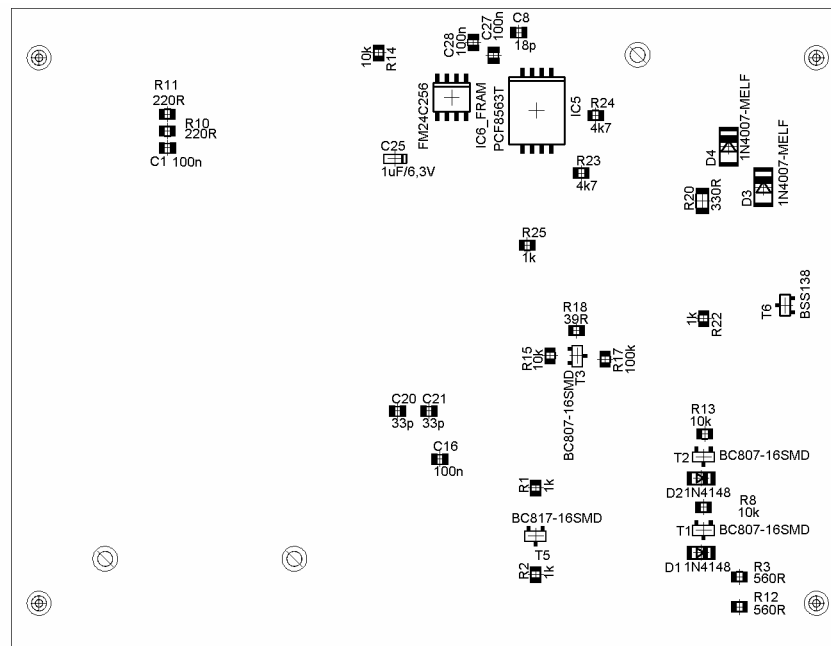 R11
220R
R10
220R
C1 100n
10k
R14
C28
100n
C27
100n
C8
18p
FM24C256
IC6_FRAM
PCF8563T
IC5
R24
4k7
R23
4k7
C25
1uF/6,3V
D4
1N4007-MELF
D3
1N4007-MELF
R20
330R
R25
1k
T6
BSS138
1k
R22
R18
39R
R15
10k
T3
R17
100k
BC807-16SMD
C20
33p
C21
33p
C16
100n
R13
10k
T2 BC807-16SMD
D2 1N4148
R8
10k
T1 BC807-16SMD
D1 1N4148
R3
560R
R12
560R
R1
1k
BC817-16SMD
T5
R2
1k